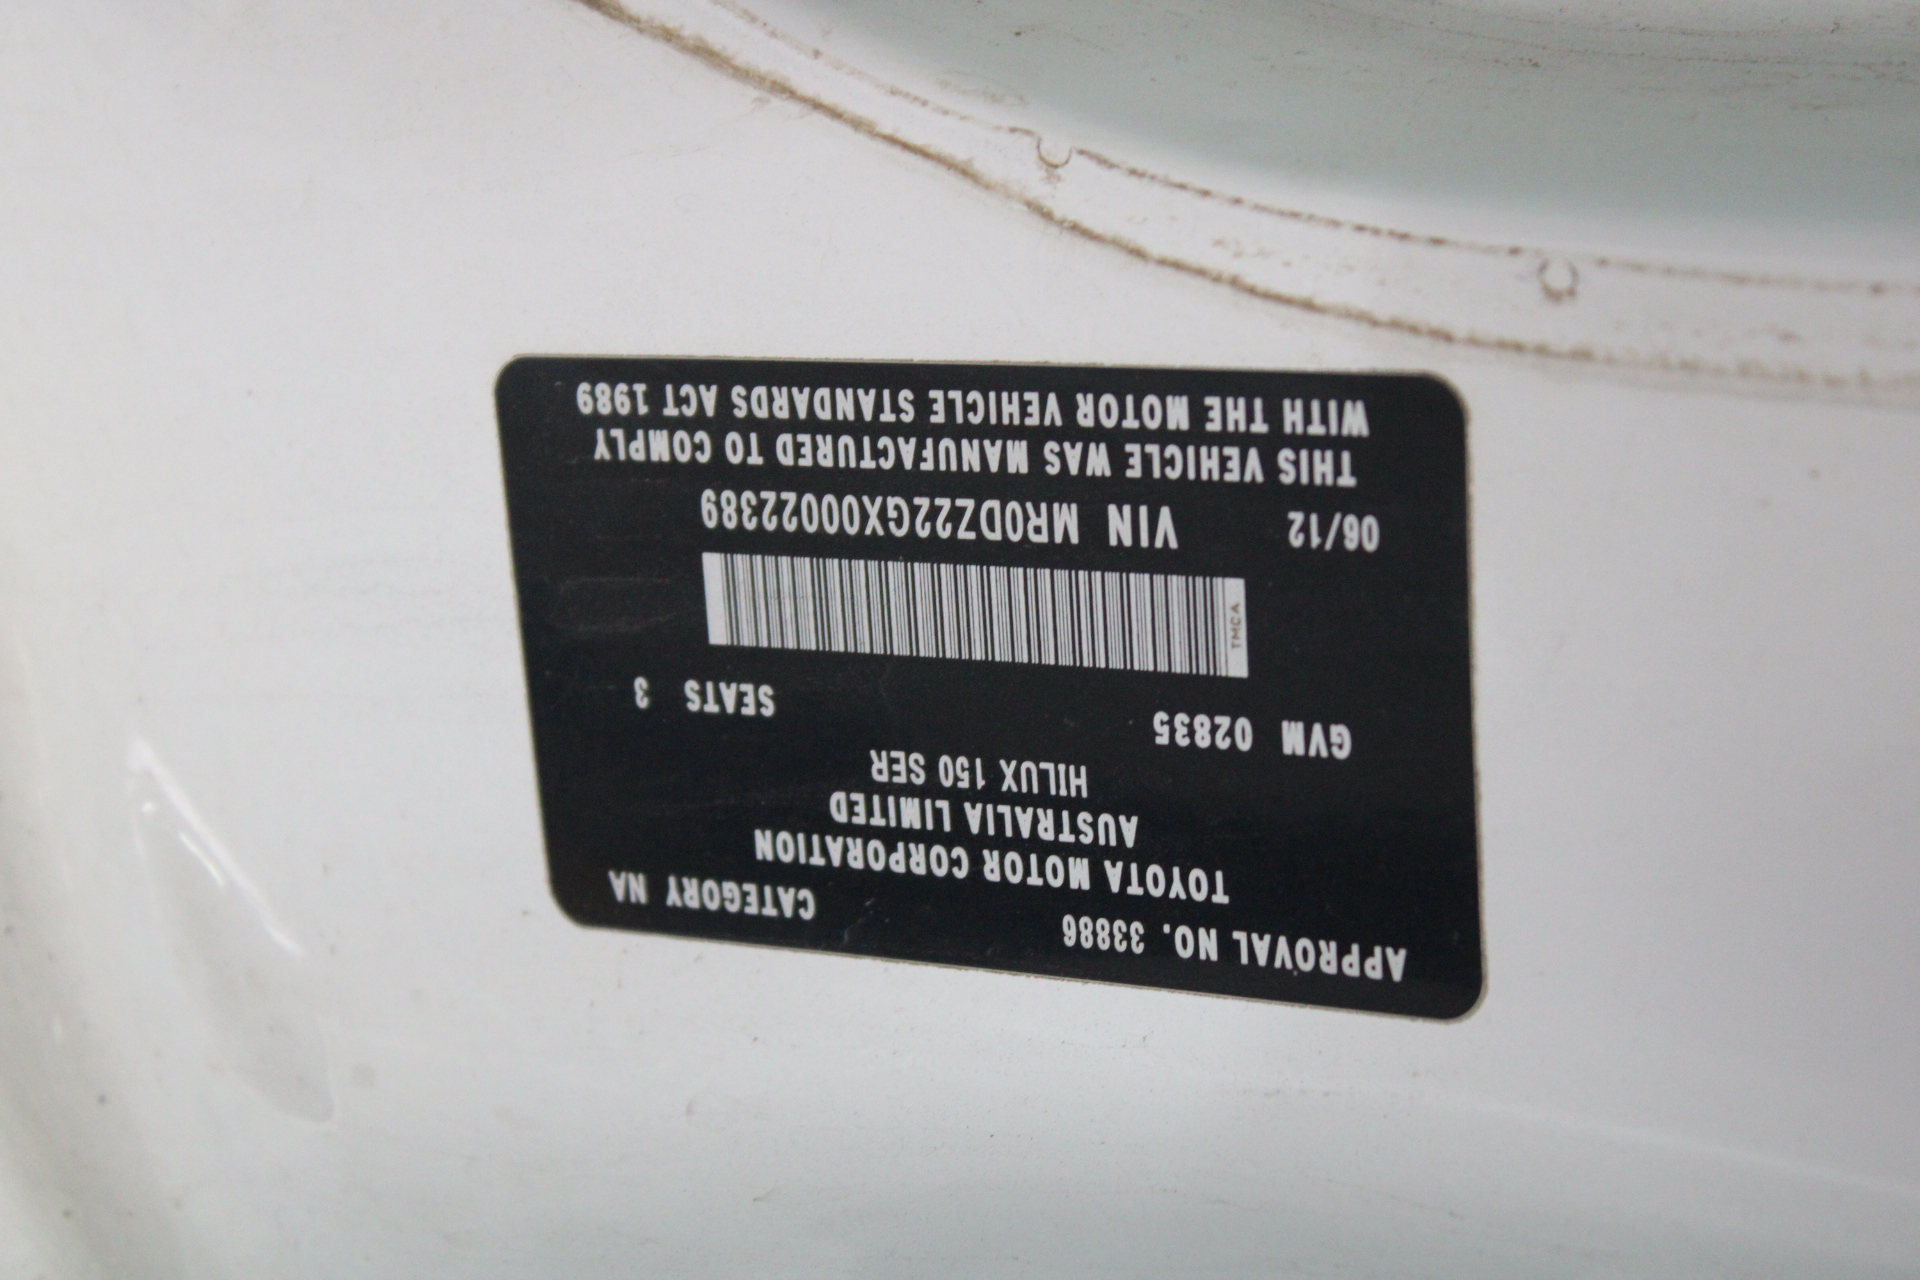 APPROVAL NO. 33886 CATEGORY NA
TOYOTA MOTOR CORPORATION
AUSTRALIA LIMITED
HILUX 150 SER
GVM 02835 SEATS 3
TMCA
06/12 VIN MR0DZ22GX00022389
THIS VEHICLE WAS MANUFACTURED TO COMPLY
WITH THE MOTOR VEHICLE STANDARDS ACT 1989